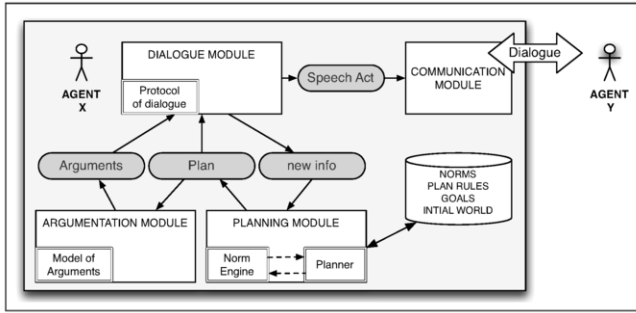 DIALOGUE MODULE
Protocol
of dialogue
AGENT
X
Speech Act
COMMUNICATION
MODULE
Dialogue
AGENT
Y
Arguments
Plan
new info
NORMS
PLAN RULES
GOALS
INTIAL WORLD
ARGUMENTATION MODULE
Model of
Arguments
PLANNING MODULE
Norm
Engine
Planner